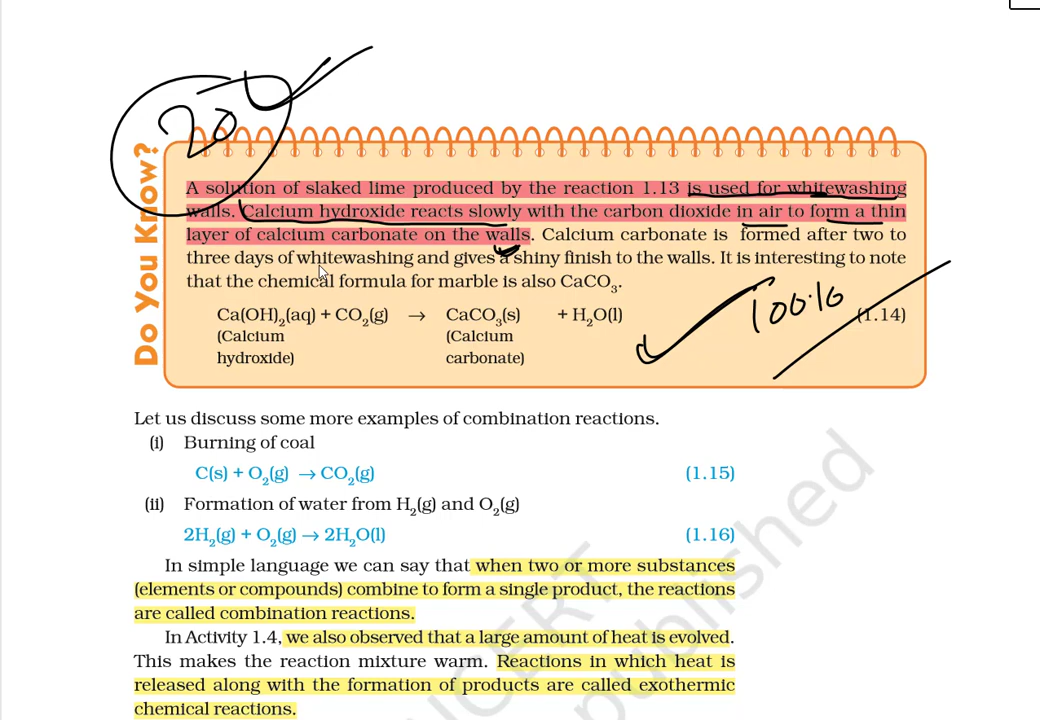 20
Do You Know?
A solution of slaked lime produced by the reaction 1.13 is used for whitewashing
walls. Calcium hydroxide reacts slowly with the carbon dioxide in air to form a thin
layer of calcium carbonate on the walls. Calcium carbonate is formed after two to
three days of whitewashing and gives a shiny finish to the walls. It is interesting to note
that the chemical formula for marble is also CaCO₃.
Ca(OH)₂(aq) + CO₂(g) → CaCO₃(s) + H₂O(l) (1.14)
(Calcium (Calcium
hydroxide) carbonate)
100%
Let us discuss some more examples of combination reactions.
(i) Burning of coal
C(s) + O₂(g) → CO₂(g) (1.15)
(ii) Formation of water from H₂(g) and O₂(g)
2H₂(g) + O₂(g) → 2H₂O(l) (1.16)
In simple language we can say that when two or more substances
(elements or compounds) combine to form a single product, the reactions
are called combination reactions.
In Activity 1.4, we also observed that a large amount of heat is evolved.
This makes the reaction mixture warm. Reactions in which heat is
released along with the formation of products are called exothermic
chemical reactions.
NCERT
published